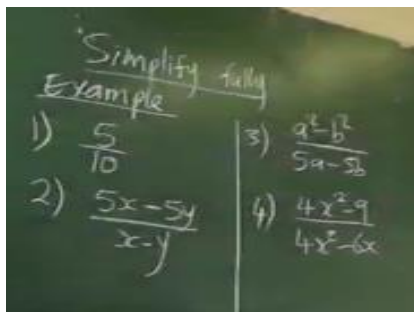 Simplify fully
Example
1) 5/10
2) 5x-5y/x-y
3) a²-b²/5a-5b
4) 4x²-9/4x²-6x